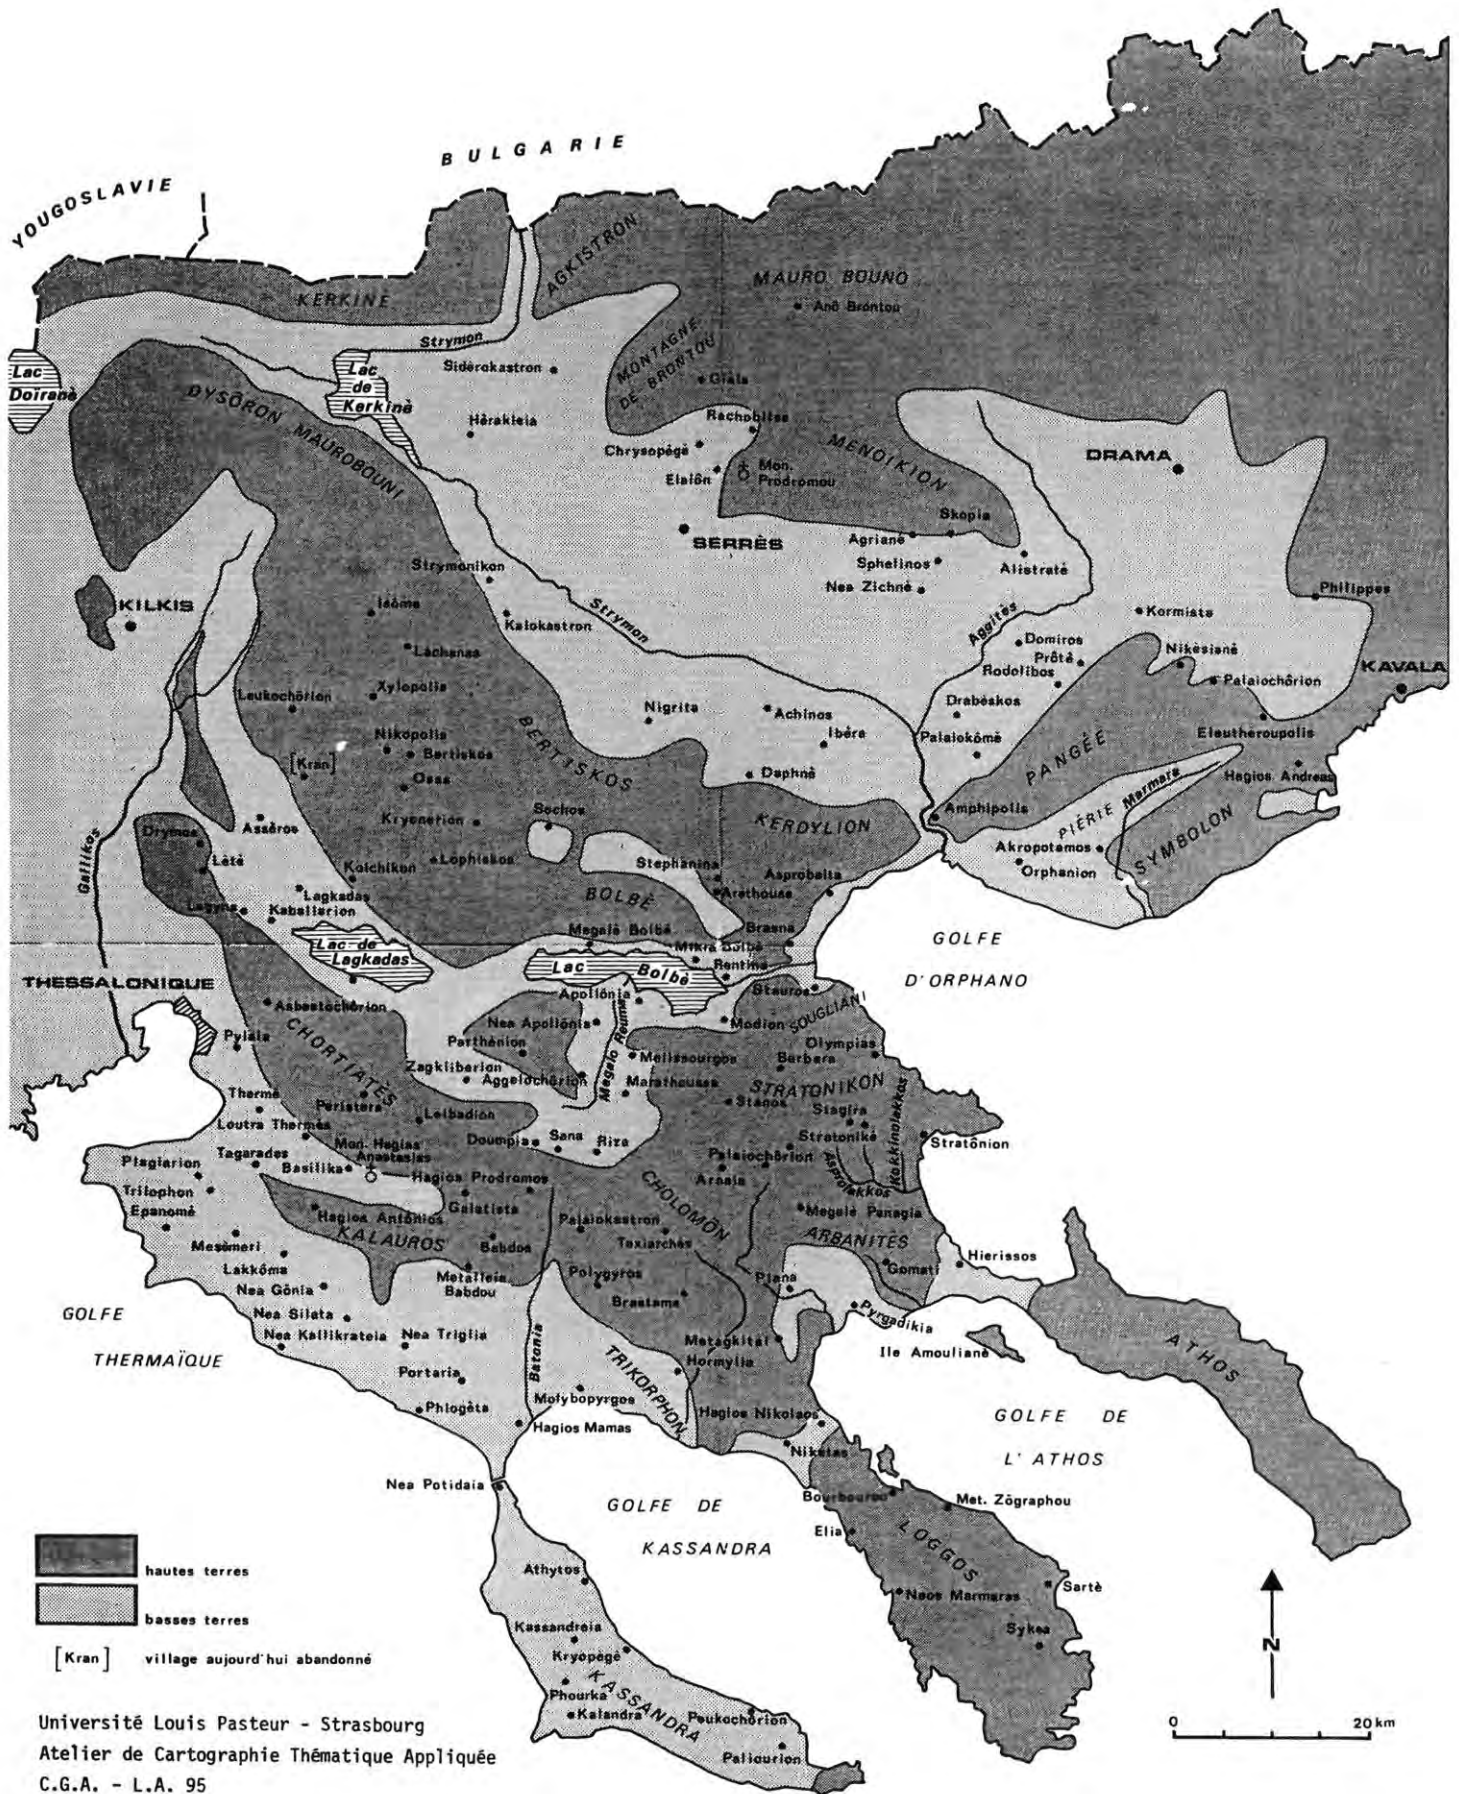 BULGARIE
YOUGOSLAVIE
AGKISTRON
MAURO BOUNO
KERKINÈ
Anô Brontou
Strymon
MONTAGNE
DE BRONTOU
Lac
Doïranè
Lac
de
Kerkinè
Sidèrokastron
DYSÔRON MAUROBOUNI
Hèrakleia
Rachobitsa
Chrysopègè
MENOIKION
Elaiôn
Mon.
Prodromou
DRAMA
SERRÈS
Skopia
Agrianè
Sphelinos
Alistratè
Nea Zichnè
Strymonikon
Philippes
KILKIS
Isôma
Kalokastron
Strymon
Aggitès
Kormista
Lachanas
Domiros
Prôtè
Nikèsianè
Rodolibos
KAVALA
Palaiochôrion
Leukochôrion
Xylopolis
Nigrita
Achinos
Drabèskos
Ibèra
Eleuthèroupolis
Nikopolis
Bertiskos
BERTISKOS
Palaiokômè
PANGÉE
[Kran]
Ossa
Daphnè
Hagios Andreas
Marmara
Sochos
Amphipolis
PIÉRIE
Assèros
Kryonerion
KERDYLION
SYMBOLON
Drymos
Akropotamos
Gallikos
Lètè
Kolchikon
Lophiskos
Stephanina
Asprobalta
Orphanion
Lagkadas
BOLBÈ
Arethousa
Lagyna
Kaballarion
Megalè Bolbè
Brasna
GOLFE
D'ORPHANO
Lac de
Lagkadas
Mikra Bolbè
Lac Bolbè
Rentina
THESSALONIQUE
Apollônia
Stauros
Asbestochôrion
SOUGLIANI
Nea Apollônia
Modion
CHORTIATÈS
Pylaia
Parthènion
Megalo Reuma
Melissourgos
Olympias
Barbara
Zagkliberion
Aggelochôrion
Marathousa
STRATONIKON
Thermè
Peristera
Stanos
Stagira
Kokkinolakkos
Loutra Thermès
Leibadion
Doumpia
Sana
Riza
Stratonikè
Stratônion
Mon. Hagias
Anastasias
Tagarades
Basilika
Palaiochôrion
Plagiarion
Hagios Prodromos
Arnaia
Asprolakkos
Trilophon
Galatista
CHOLOMÔN
Epanomè
Hagios Antônios
Palaiokastron
Megalè Panagia
Mesèmeri
KALAUROS
Babdos
Taxiarchès
ARBANITÈS
Hierissos
Lakkôma
Metalleia
Babdou
Polygyros
Plana
Gomati
Nea Gônia
Brastama
GOLFE
THERMAÏQUE
Nea Silata
Pyrgadikia
Nea Kallikrateia
Nea Triglia
Batonia
Metagkitsi
Ile Amoulianè
ATHOS
Portaria
TRIKORPHON
Hormylia
Phlogèta
Molybopyrgos
Hagios Nikolaos
GOLFE DE
L'ATHOS
Hagios Mamas
Nikètas
Nea Potidaia
GOLFE DE
KASSANDRA
Bourbourou
Met. Zôgraphou
Elia
LOGGOS
hautes terres
Athytos
Neos Marmaras
Sartè
basses terres
Kassandreia
Sykea
N
[Kran] village aujourd'hui abandonné
Kryopègè
KASSANDRA
Phourka
Kalandra
Peukochôrion
Paliourion
0 20 km
Université Louis Pasteur - Strasbourg
Atelier de Cartographie Thématique Appliquée
C.G.A. - L.A. 95